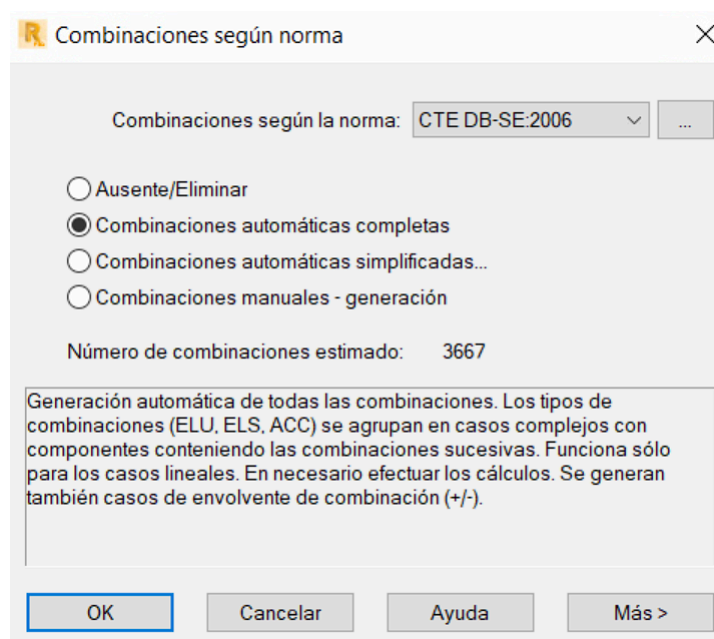 Combinaciones según norma
Combinaciones según la norma: CTE DB-SE:2006 ...
Ausente/Eliminar
Combinaciones automáticas completas
Combinaciones automáticas simplificadas...
Combinaciones manuales - generación
Número de combinaciones estimado: 3667
Generación automática de todas las combinaciones. Los tipos de
combinaciones (ELU, ELS, ACC) se agrupan en casos complejos con
componentes conteniendo las combinaciones sucesivas. Funciona sólo
para los casos lineales. En necesario efectuar los cálculos. Se generan
también casos de envolvente de combinación (+/-).
OK Cancelar Ayuda Más >